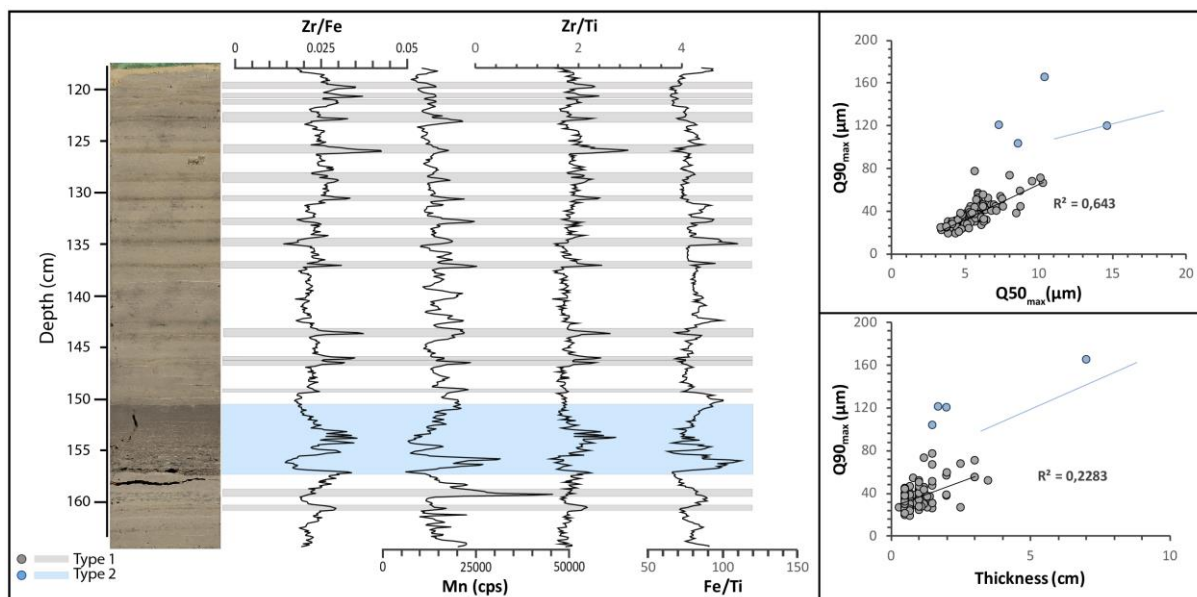 Zr/Fe
Zr/Ti
0 0.025 0.05 0 2 4
Depth (cm)
120
125
130
135
140
145
150
155
160
Type 1
Type 2
0 25000 50000 50 100 150
Mn (cps) Fe/Ti
Q90max (µm)
200
160
120
80
40
0
R² = 0,643
0 5 10 15 20
Q50max(µm)
Q90max (µm)
200
160
120
80
40
0
R² = 0,2283
0 5 10
Thickness (cm)